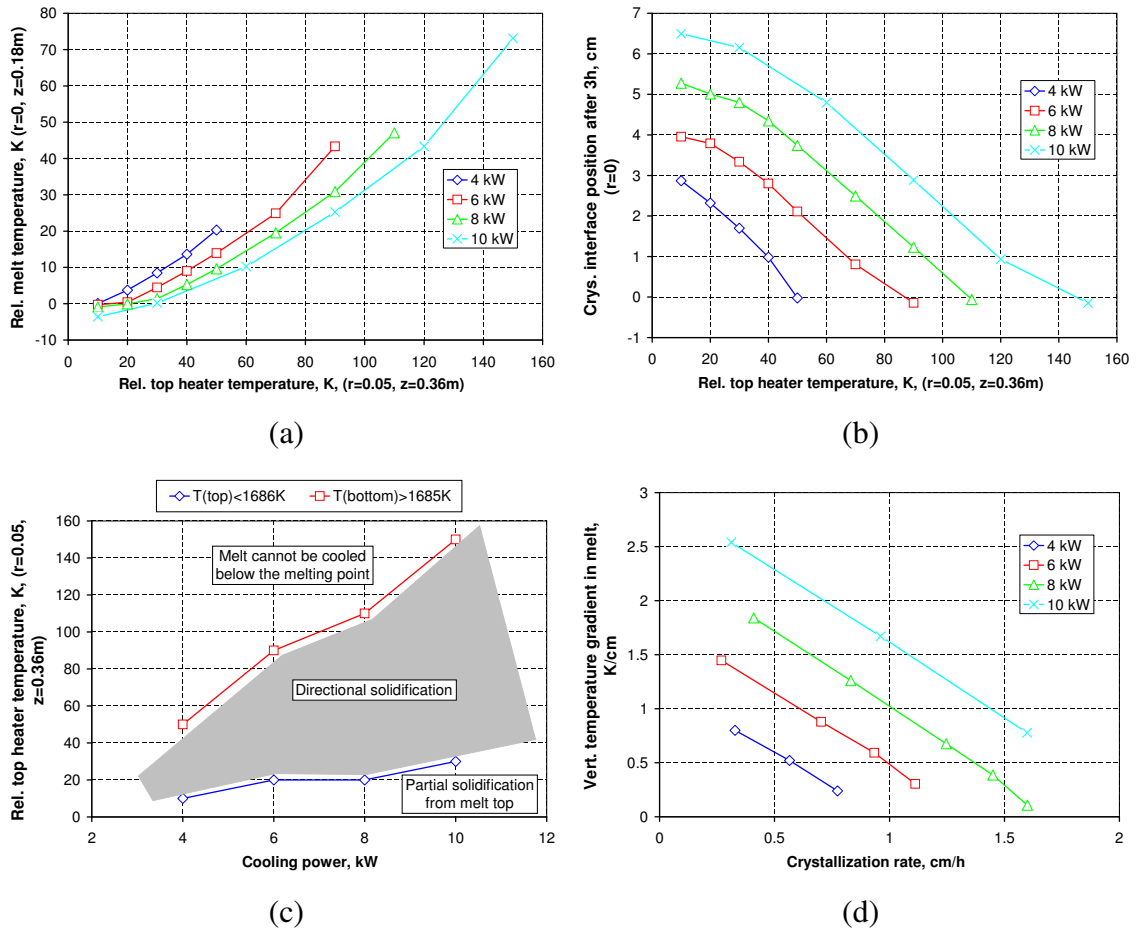 80
70
60
50
40
30
20
10
0
-10
0 20 40 60 80 100 120 140 160
Rel. melt temperature, K (r=0, z=0.18m)
Rel. top heater temperature, K, (r=0.05, z=0.36m)
4 kW
6 kW
8 kW
10 kW
(a)
7
6
5
4
3
2
1
0
-1
0 20 40 60 80 100 120 140 160
Crys. interface position after 3h, cm
(r=0)
Rel. top heater temperature, K, (r=0.05, z=0.36m)
4 kW
6 kW
8 kW
10 kW
(b)
T(top)<1686K T(bottom)>1685K
160
140
120
100
80
60
40
20
0
2 4 6 8 10 12
Rel. top heater temperature, K, (r=0.05,
z=0.36m)
Cooling power, kW
Melt cannot be cooled
below the melting point
Directional solidification
Partial solidification
from melt top
(c)
3
2.5
2
1.5
1
0.5
0
0 0.5 1 1.5 2
Vert. temperature gradient in melt,
K/cm
Crystallization rate, cm/h
4 kW
6 kW
8 kW
10 kW
(d)